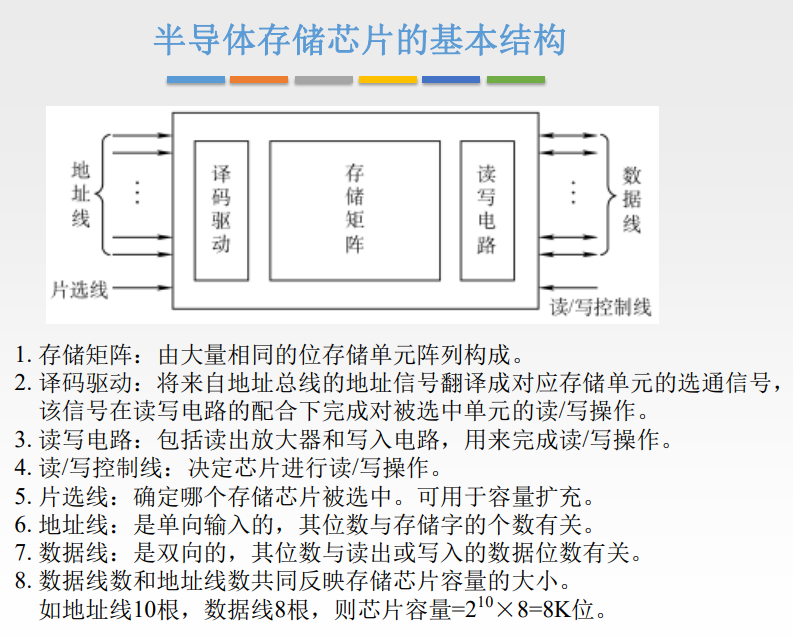 半导体存储芯片的基本结构
地址线
译码驱动
存储矩阵
读写电路
数据线
片选线
读/写控制线
1. 存储矩阵：由大量相同的位存储单元阵列构成。
2. 译码驱动：将来自地址总线的地址信号翻译成对应存储单元的选通信号，
该信号在读写电路的配合下完成对被选中单元的读/写操作。
3. 读写电路：包括读出放大器和写入电路，用来完成读/写操作。
4. 读/写控制线：决定芯片进行读/写操作。
5. 片选线：确定哪个存储芯片被选中。可用于容量扩充。
6. 地址线：是单向输入的，其位数与存储字的个数有关。
7. 数据线：是双向的，其位数与读出或写入的数据位数有关。
8. 数据线数和地址线数共同反映存储芯片容量的大小。
如地址线10根，数据线8根，则芯片容量=2¹⁰×8=8K位。